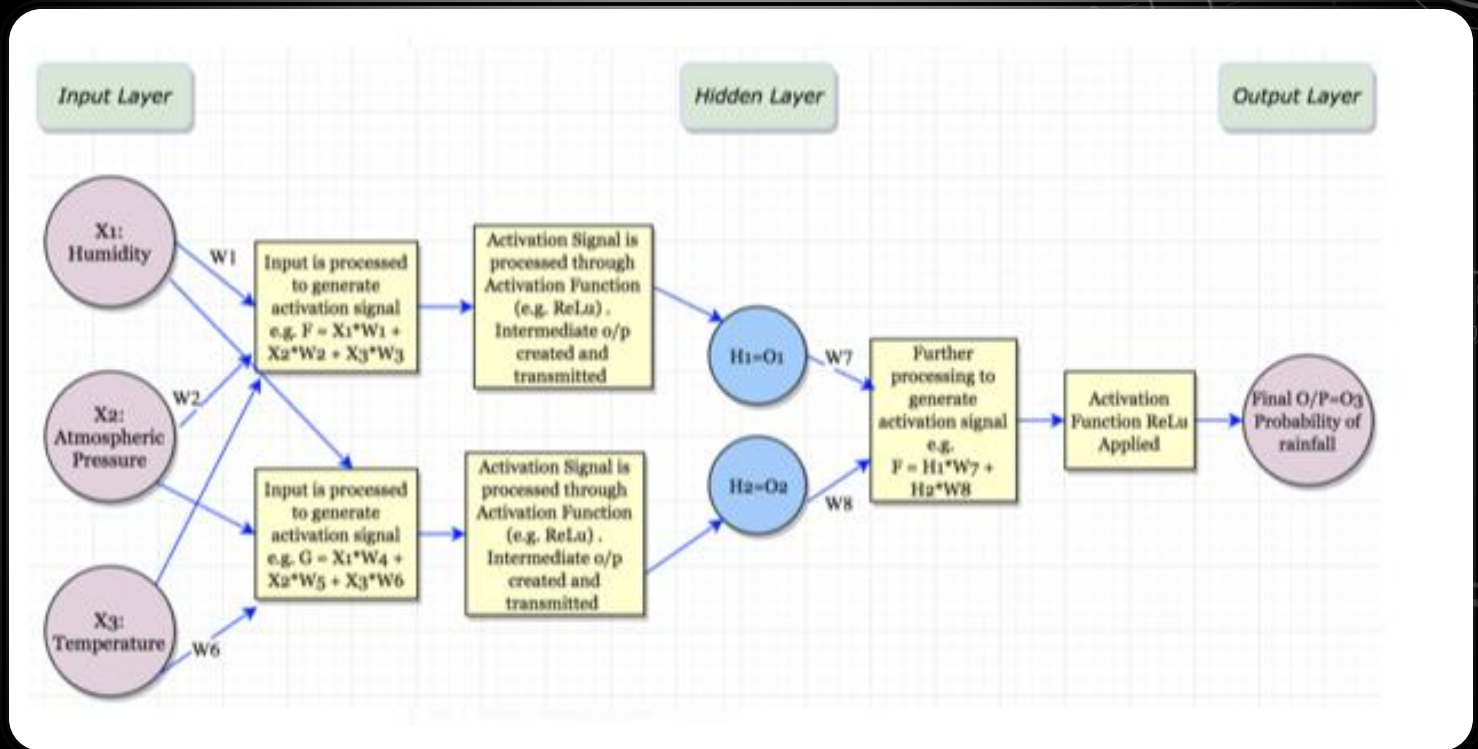 Input Layer
Hidden Layer
Output Layer
X1:
Humidity
W1
Input is processed
to generate
activation signal
e.g. F = X1*W1 +
X2*W2 + X3*W3
Activation Signal is
processed through
Activation Function
(e.g. ReLu) .
Intermediate o/p
created and
transmitted
H1=O1
W7
Further
processing to
generate
activation signal
e.g.
F = H1*W7 +
H2*W8
Activation
Function ReLu
Applied
Final O/P=O3
Probability of
rainfall
X2:
Atmospheric
Pressure
W2
Input is processed
to generate
activation signal
e.g. G = X1*W4 +
X2*W5 + X3*W6
Activation Signal is
processed through
Activation Function
(e.g. ReLu) .
Intermediate o/p
created and
transmitted
H2=O2
W8
X3:
Temperature
W6